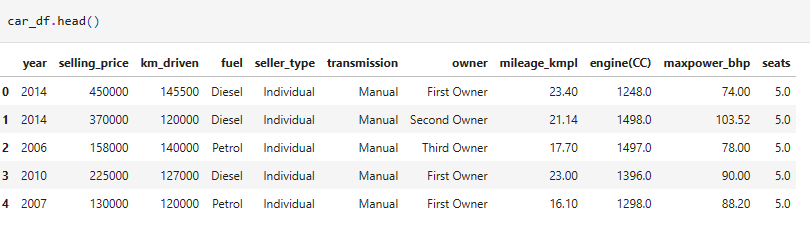 car_df.head()
year selling_price km_driven fuel seller_type transmission owner mileage_kmpl engine(CC) maxpower_bhp seats
0 2014 450000 145500 Diesel Individual Manual First Owner 23.40 1248.0 74.00 5.0
1 2014 370000 120000 Diesel Individual Manual Second Owner 21.14 1498.0 103.52 5.0
2 2006 158000 140000 Petrol Individual Manual Third Owner 17.70 1497.0 78.00 5.0
3 2010 225000 127000 Diesel Individual Manual First Owner 23.00 1396.0 90.00 5.0
4 2007 130000 120000 Petrol Individual Manual First Owner 16.10 1298.0 88.20 5.0